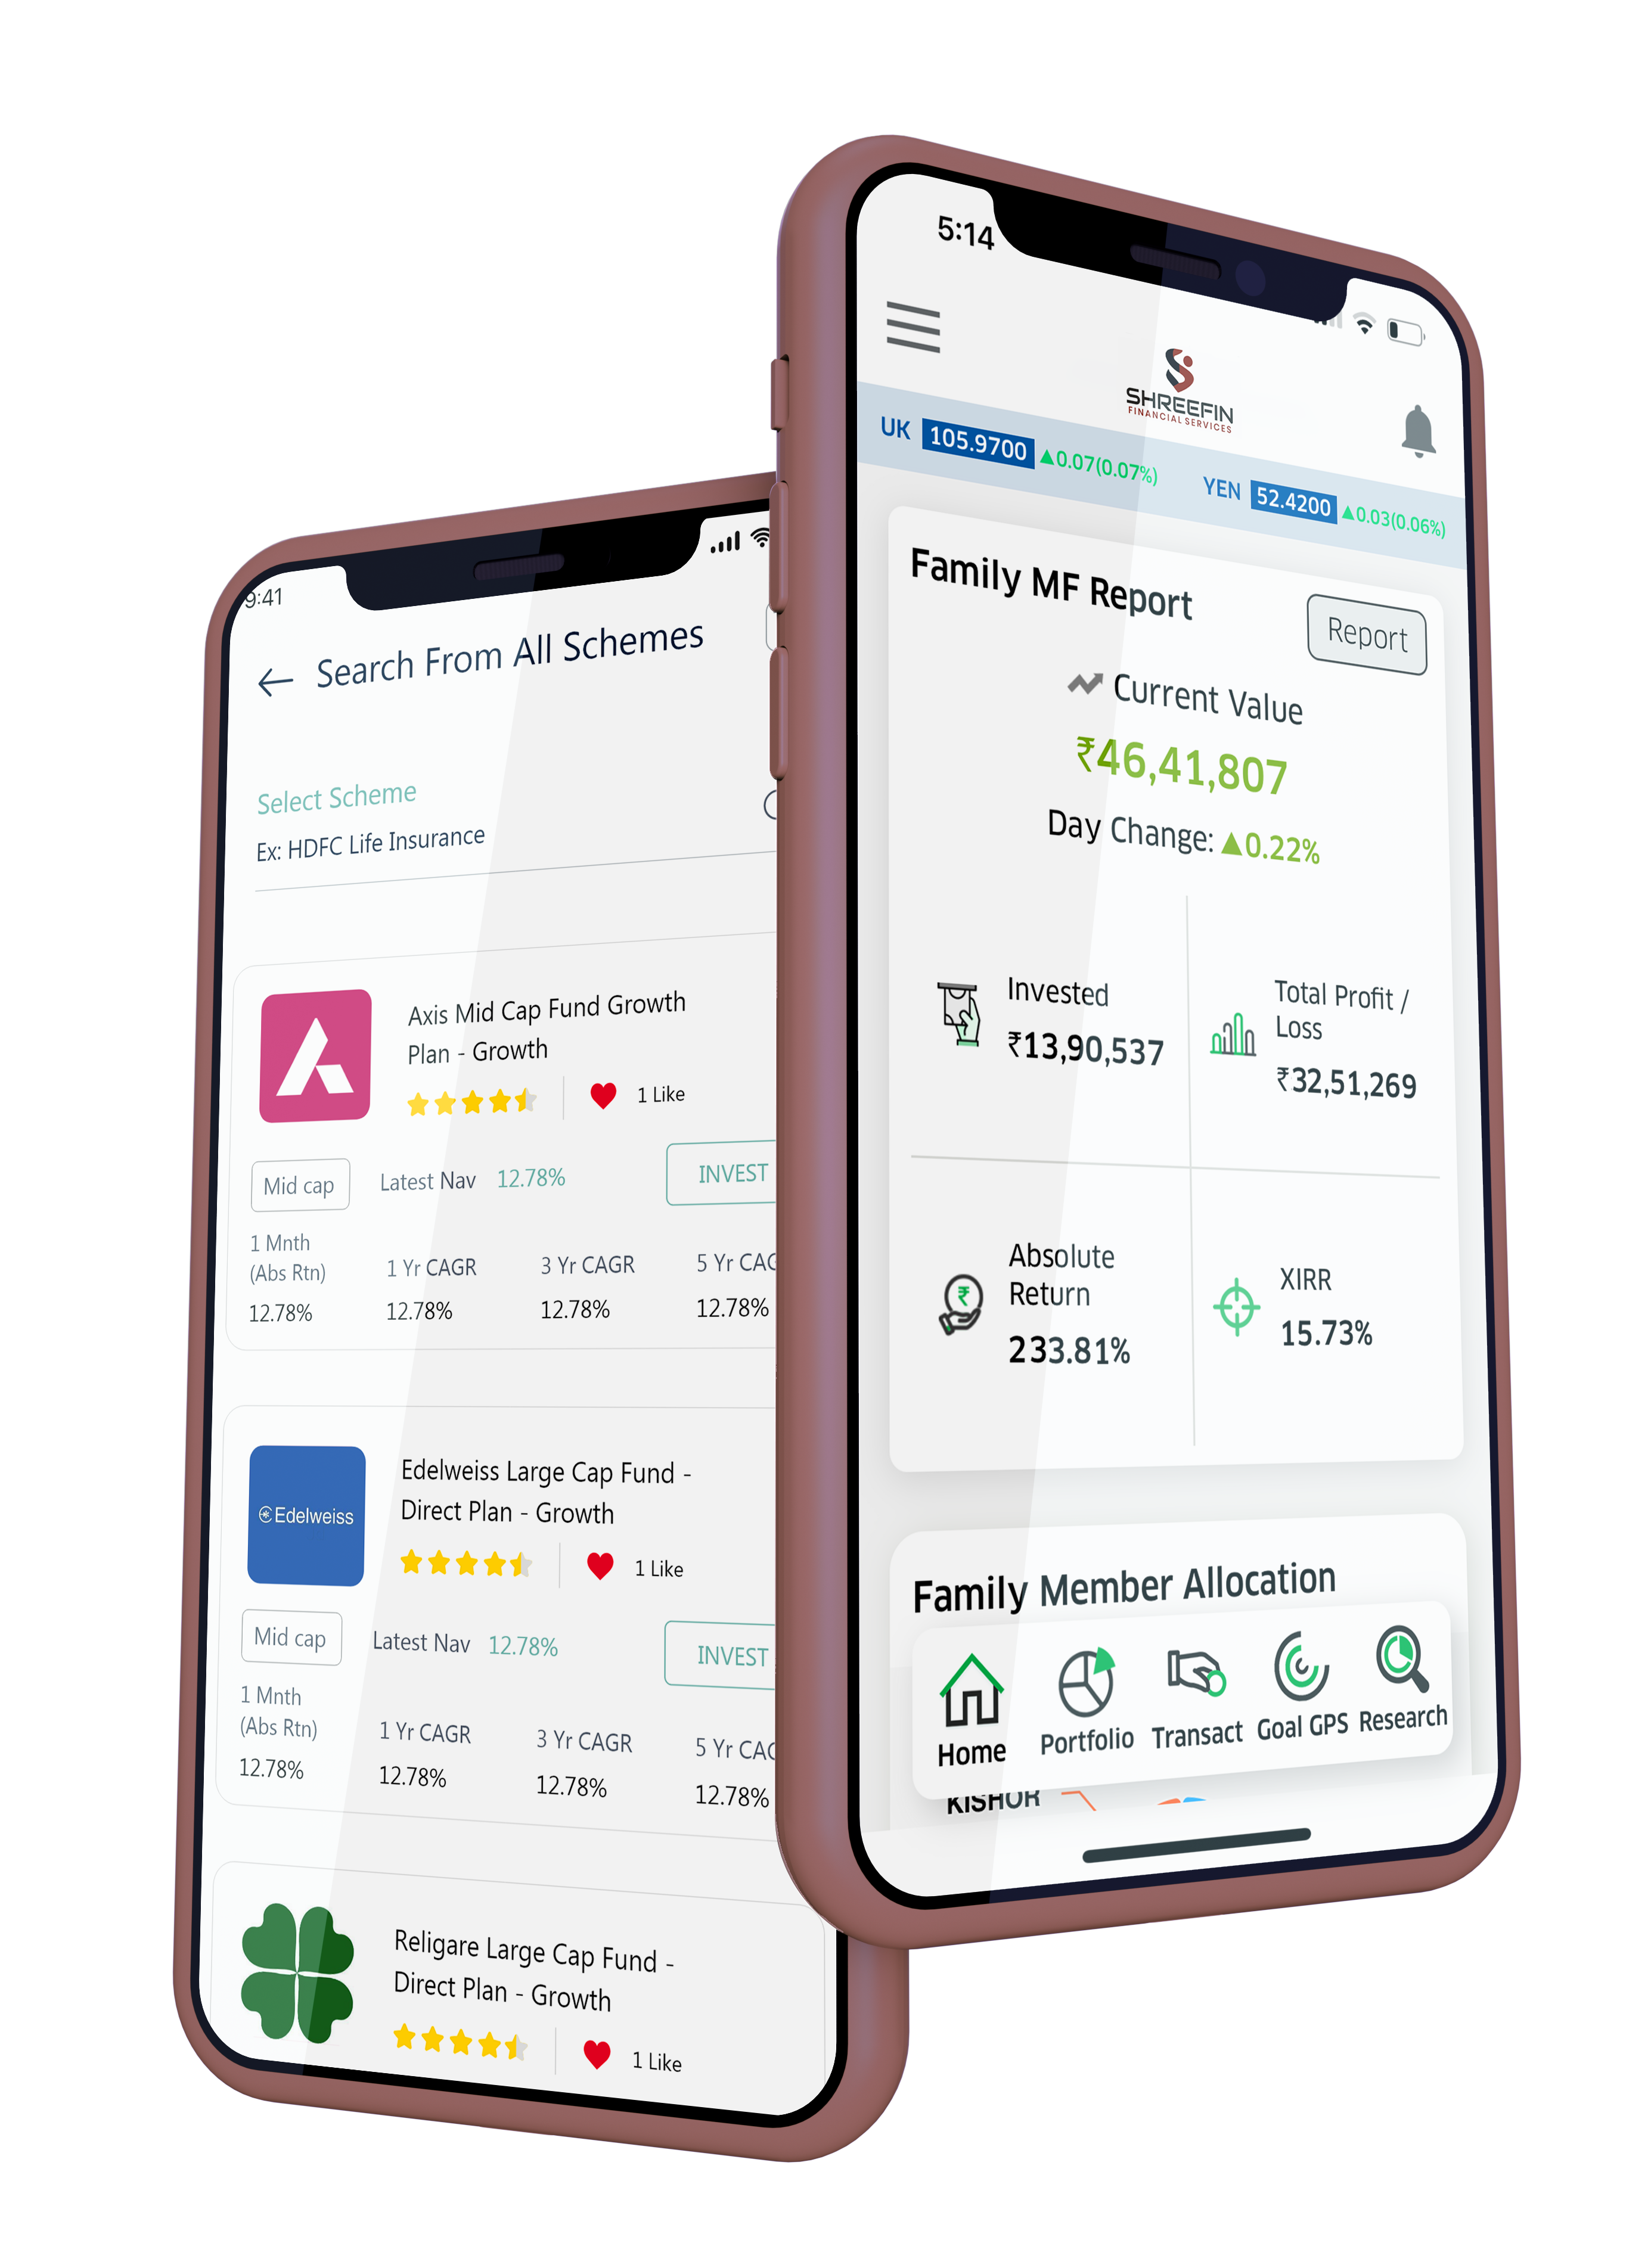 9:41
Search From All Schemes
Select Scheme
Ex: HDFC Life Insurance
Axis Mid Cap Fund Growth
Plan - Growth
1 Like
Mid cap
Latest Nav 12.78%
INVEST
1 Mnth
(Abs Rtn)
1 Yr CAGR
3 Yr CAGR
5 Yr
12.78%
12.78%
12.78%
12.78%
Edelweiss
Edelweiss Large Cap Fund -
Direct Plan - Growth
1 Like
Mid cap
Latest Nav 12.78%
INVEST
1 Mnth
(Abs Rtn)
1 Yr CAGR
3 Yr CAGR
5 Yr
12.78%
12.78%
12.78%
12.78%
Religare Large Cap Fund -
Direct Plan - Growth
1 Like
5:14
SHREEFIN
FINANCIAL SERVICES
UK 105.9700 ▲0.07(0.07%)
YEN 52.4200 ▲0.03(0.06%)
Family MF Report
Report
Current Value
₹46,41,807
Day Change: ▲0.22%
Invested
₹13,90,537
Total Profit /
Loss
₹32,51,269
Absolute
Return
233.81%
XIRR
15.73%
Family Member Allocation
Home
Portfolio
Transact
Goal GPS
Research
KISHOR